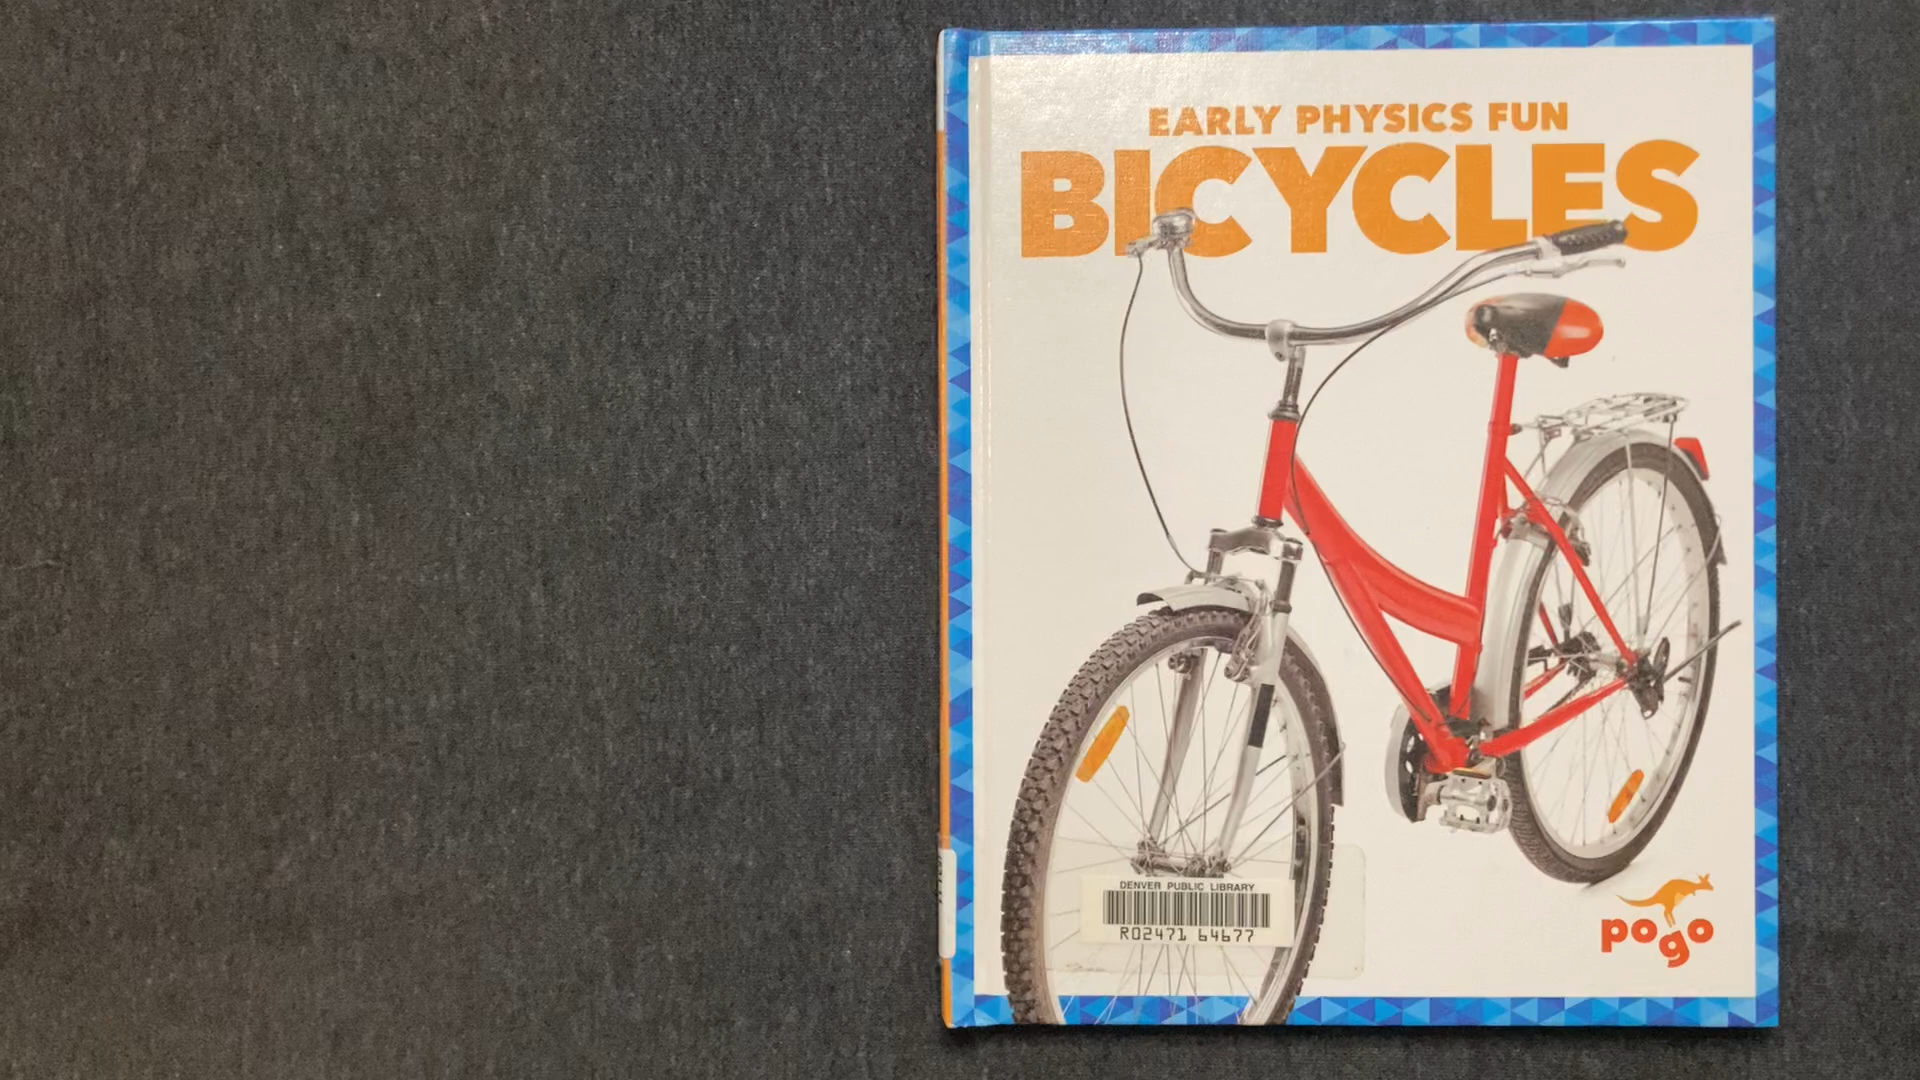 EARLY PHYSICS FUN
BICYCLES
DENVER PUBLIC LIBRARY
R02471 64677
pogo